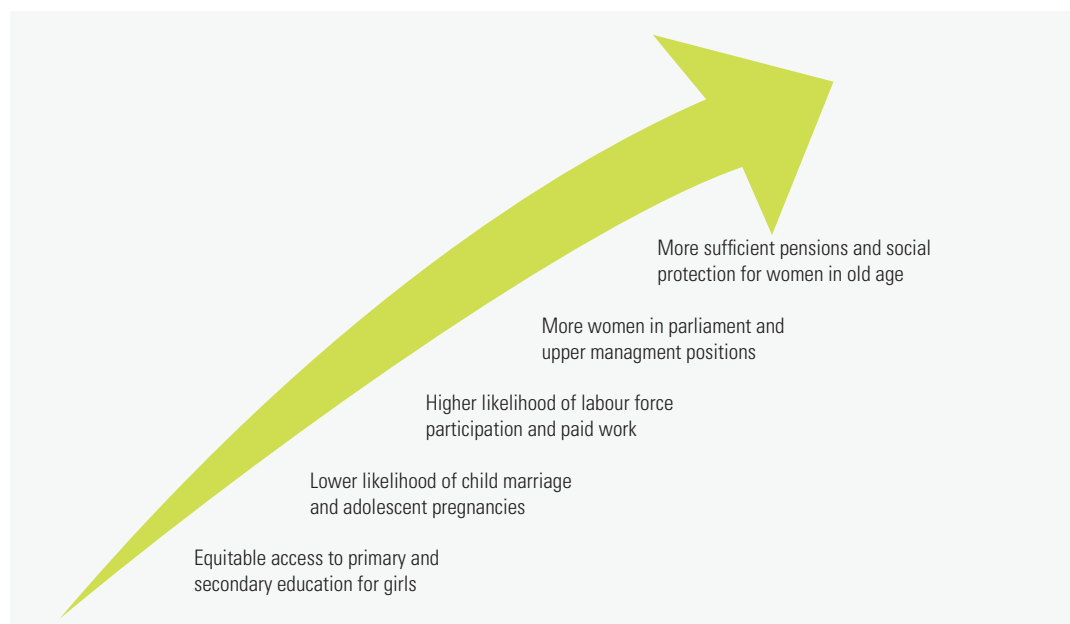 More sufficient pensions and social
protection for women in old age
More women in parliament and
upper managment positions
Higher likelihood of labour force
participation and paid work
Lower likelihood of child marriage
and adolescent pregnancies
Equitable access to primary and
secondary education for girls